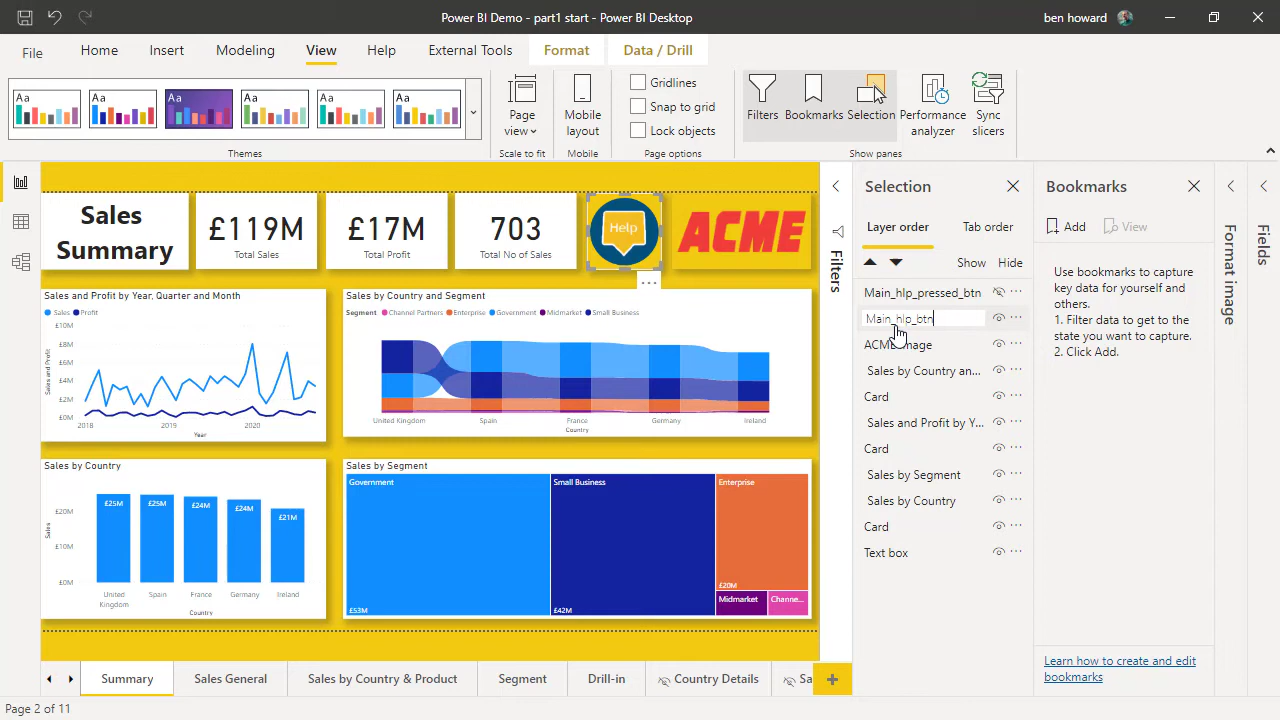 Power BI Demo - part1 start - Power BI Desktop
ben howard
File
Home
Insert
Modeling
View
Help
External Tools
Format
Data / Drill
Aa
Aa
Aa
Aa
Aa
Aa
Page
view
Mobile
layout
Gridlines
Snap to grid
Lock objects
Filters
Bookmarks
Selection
Performance
analyzer
Sync
slicers
Themes
Scale to fit
Mobile
Page options
Show panes
Sales
Summary
£119M
Total Sales
£17M
Total Profit
703
Total No of Sales
Help
ACME
Sales and Profit by Year, Quarter and Month
Sales
Profit
£10M
£8M
£6M
£4M
£2M
£0M
Sales and Profit
2018
2019
2020
Year
Sales by Country and Segment
Segment
Channel Partners
Enterprise
Government
Midmarket
Small Business
United Kingdom
Spain
France
Germany
Ireland
Country
Sales by Country
£20M
£10M
£0M
Sales
£25M
£25M
£24M
£24M
£21M
United
Kingdom
Spain
France
Germany
Ireland
Country
Sales by Segment
Government
£53M
Small Business
£42M
Enterprise
£20M
Midmarket
Channe...
Filters
Selection
Layer order
Tab order
Show
Hide
Main_hlp_pressed_btn
Main_hlp_btn
ACME image
Sales by Country an...
Card
Sales and Profit by Y...
Card
Sales by Segment
Sales by Country
Card
Text box
Bookmarks
Add
View
Use bookmarks to capture
key data for yourself and
others.
1. Filter data to get to the
state you want to capture.
2. Click Add.
Learn how to create and edit
bookmarks
Format image
Fields
Summary
Sales General
Sales by Country & Product
Segment
Drill-in
Country Details
Sa
Page 2 of 11